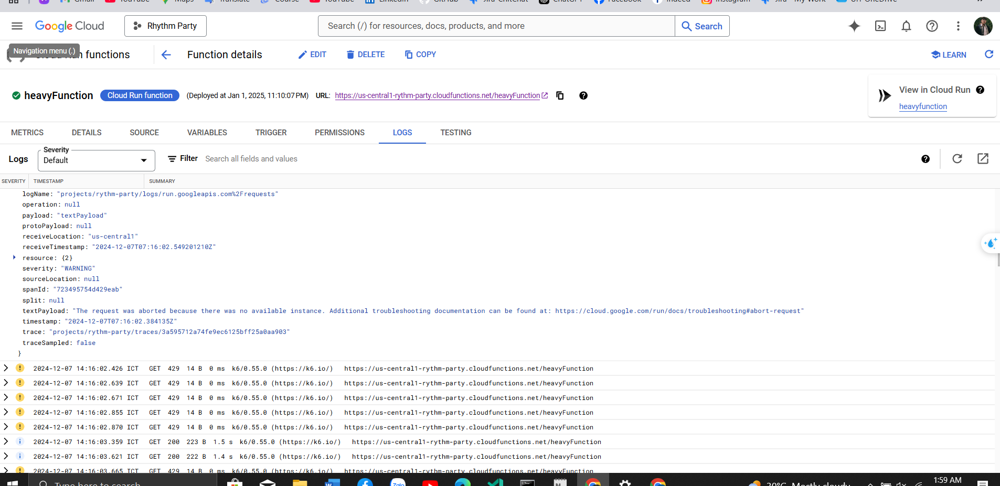 Gmail YouTube Maps Translate Course YouTube LinkedIn GitHub Jira ChitChat ChatGPT Facebook Indeed Instagram Jira - My Work OneDrive
Google Cloud Rhythm Party Search (/) for resources, docs, products, and more Search
Navigation menu (.) functions Function details EDIT DELETE COPY LEARN
heavyFunction Cloud Run function (Deployed at Jan 1, 2025, 11:10:07 PM) URL: https://us-central1-rythm-party.cloudfunctions.net/heavyFunction
View in Cloud Run
heavyfunction
METRICS DETAILS SOURCE VARIABLES TRIGGER PERMISSIONS LOGS TESTING
Logs Severity Default Filter Search all fields and values
SEVERITY TIMESTAMP SUMMARY
logName: "projects/rythm-party/logs/run.googleapis.com%2Frequests"
operation: null
payload: "textPayload"
protoPayload: null
receiveLocation: "us-central1"
receiveTimestamp: "2024-12-07T07:16:02.549201210Z"
resource: {2}
severity: "WARNING"
sourceLocation: null
spanId: "723495754d429eab"
split: null
textPayload: "The request was aborted because there was no available instance. Additional troubleshooting documentation can be found at: https://cloud.google.com/run/docs/troubleshooting#abort-request"
timestamp: "2024-12-07T07:16:02.384135Z"
trace: "projects/rythm-party/traces/3a595712a74fe9ec6125bff25a0aa903"
traceSampled: false
}
2024-12-07 14:16:02.426 ICT GET 429 14 B 0 ms k6/0.55.0 (https://k6.io/) https://us-central1-rythm-party.cloudfunctions.net/heavyFunction
2024-12-07 14:16:02.639 ICT GET 429 14 B 0 ms k6/0.55.0 (https://k6.io/) https://us-central1-rythm-party.cloudfunctions.net/heavyFunction
2024-12-07 14:16:02.671 ICT GET 429 14 B 0 ms k6/0.55.0 (https://k6.io/) https://us-central1-rythm-party.cloudfunctions.net/heavyFunction
2024-12-07 14:16:02.855 ICT GET 429 14 B 0 ms k6/0.55.0 (https://k6.io/) https://us-central1-rythm-party.cloudfunctions.net/heavyFunction
2024-12-07 14:16:02.870 ICT GET 429 14 B 0 ms k6/0.55.0 (https://k6.io/) https://us-central1-rythm-party.cloudfunctions.net/heavyFunction
2024-12-07 14:16:03.359 ICT GET 200 223 B 1.5 s k6/0.55.0 (https://k6.io/) https://us-central1-rythm-party.cloudfunctions.net/heavyFunction
2024-12-07 14:16:03.621 ICT GET 200 222 B 1.4 s k6/0.55.0 (https://k6.io/) https://us-central1-rythm-party.cloudfunctions.net/heavyFunction
2024-12-07 14:16:03.665 ICT GET 429 14 B 0 ms k6/0.55.0 (https://k6.io/) https://us-central1-rythm-party.cloudfunctions.net/heavyFunction
Type here to search Zalo Mostly cloudy 1:59 AM